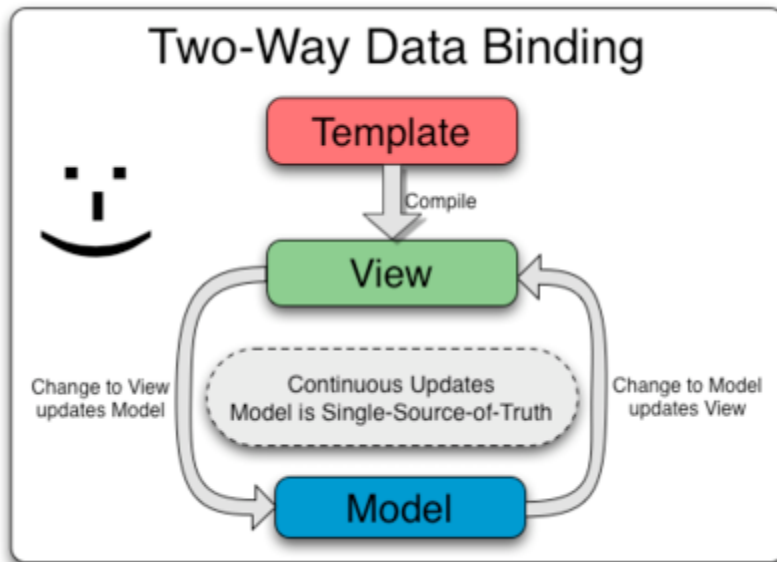 Two-Way Data Binding
Template
Compile
View
Change to View
updates Model
Continuous Updates
Model is Single-Source-of-Truth
Change to Model
updates View
Model